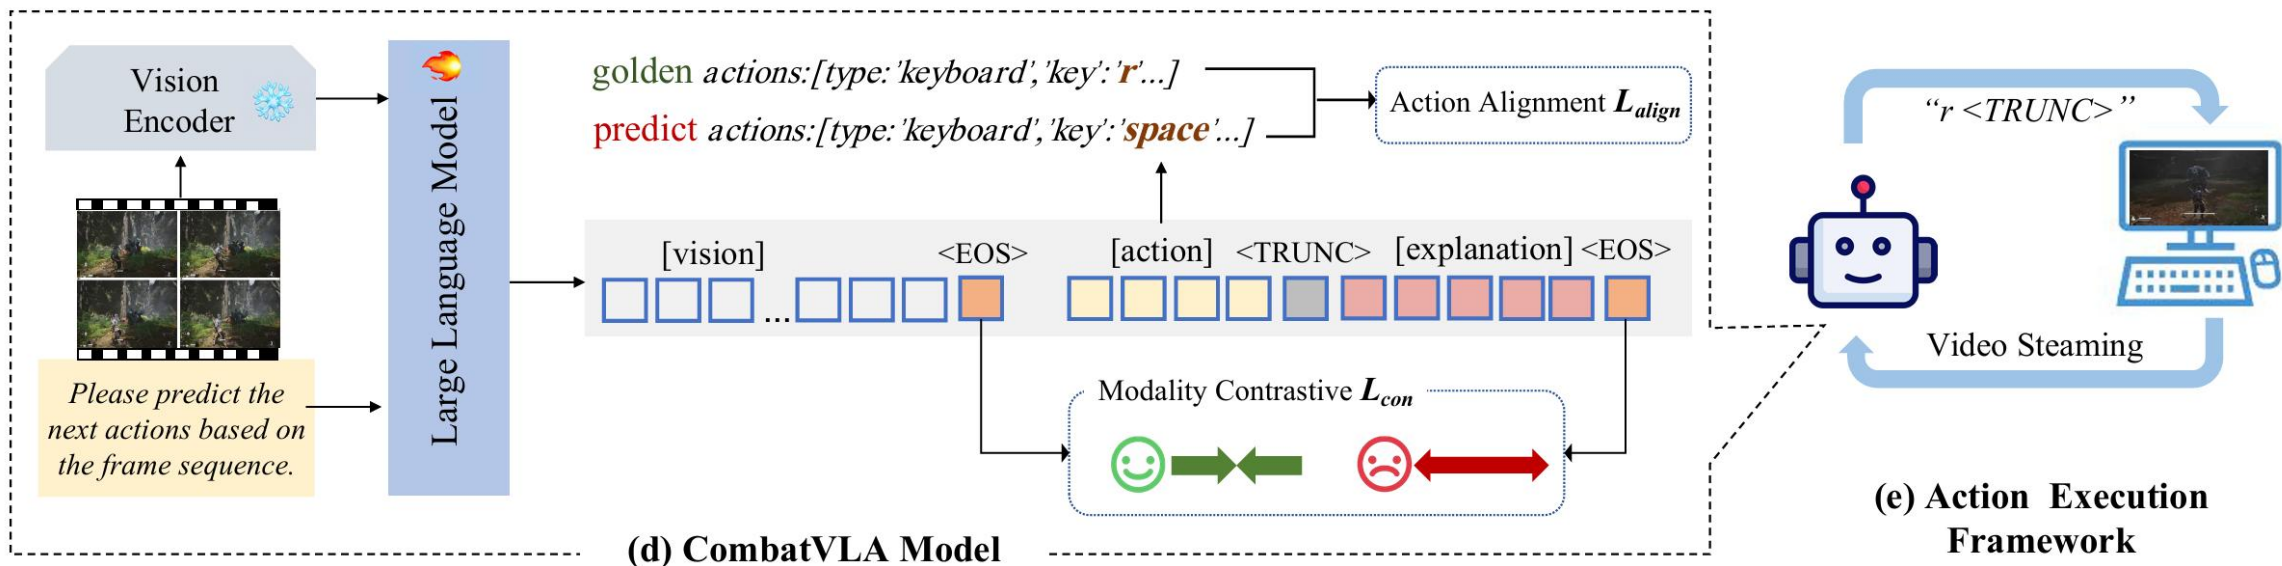 Vision
Encoder
Please predict the
next actions based on
the frame sequence.
Large Language Model
golden actions:[type:'keyboard','key':'r'...]
predict actions:[type:'keyboard','key':'space'...]
Action Alignment L_align
[vision] <EOS> [action] <TRUNC> [explanation] <EOS>
...
Modality Contrastive L_con
(d) CombatVLA Model
“r <TRUNC>”
Video Steaming
(e) Action Execution
Framework